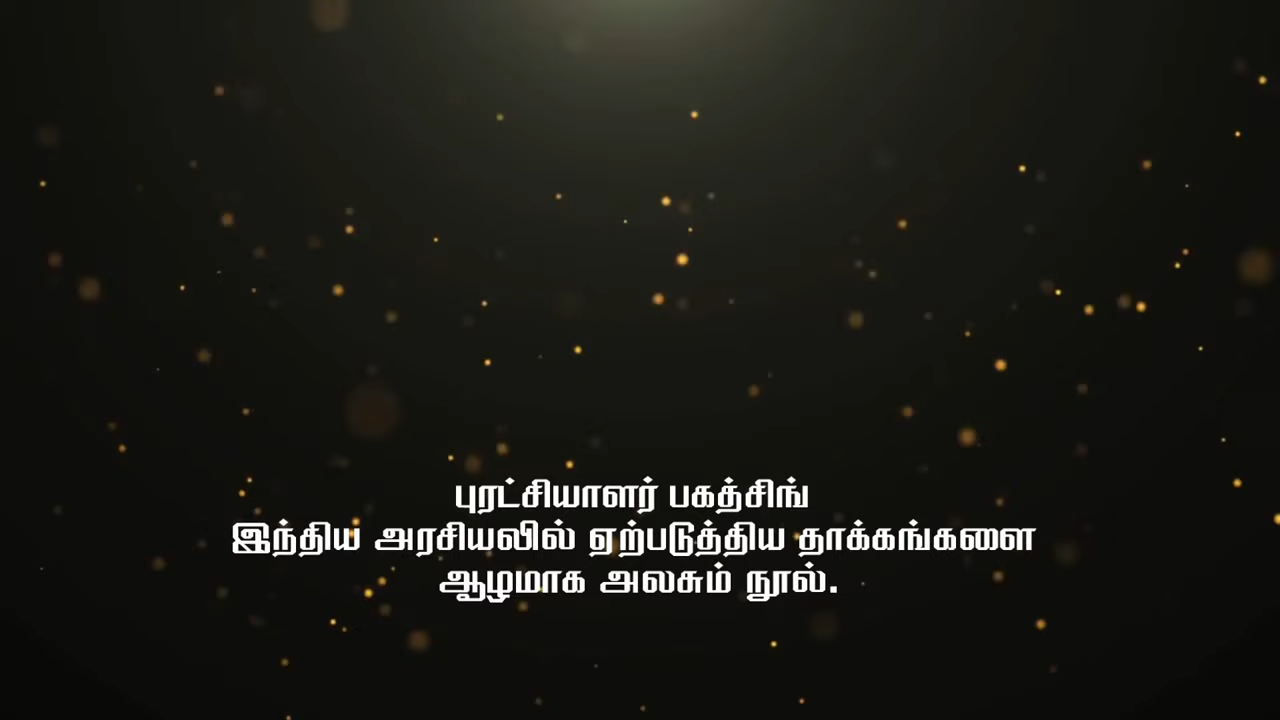 புரட்சியாளர் பகத்சிங்
இந்திய அரசியலில் ஏற்படுத்திய தாக்கங்களை
ஆழமாக அலசும் நூல்.